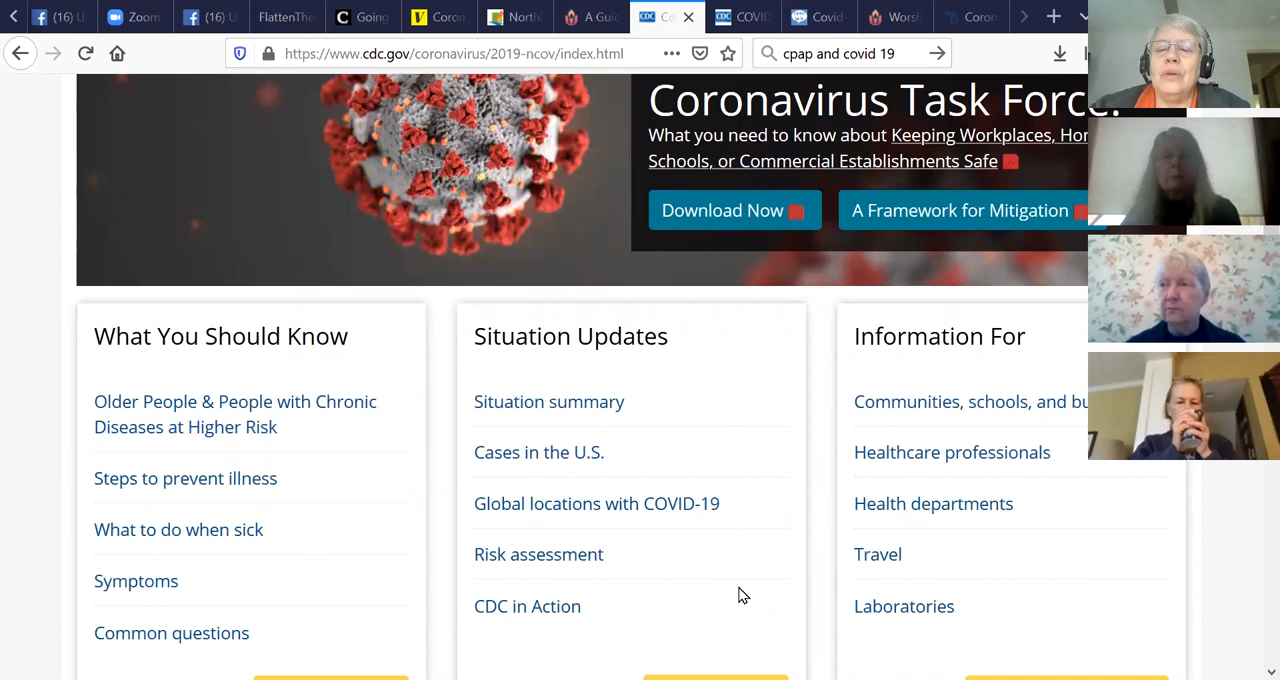 (16) U
Zoom
(16) U
FlattenThe
Going
Coron
North
A Gui
Co
COVID
Covid-
Worsh
Coron
https://www.cdc.gov/coronavirus/2019-ncov/index.html
cpap and covid 19
Coronavirus Task Force.
What you need to know about Keeping Workplaces, Hom
Schools, or Commercial Establishments Safe
Download Now
A Framework for Mitigation
What You Should Know
Older People & People with Chronic
Diseases at Higher Risk
Steps to prevent illness
What to do when sick
Symptoms
Common questions
Situation Updates
Situation summary
Cases in the U.S.
Global locations with COVID-19
Risk assessment
CDC in Action
Information For
Communities, schools, and bu
Healthcare professionals
Health departments
Travel
Laboratories